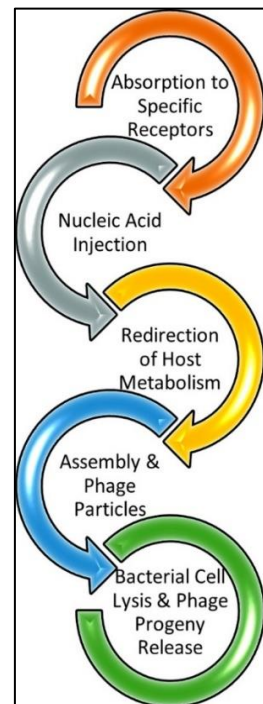 Absorption to
Specific
Receptors
Nucleic Acid
Injection
Redirection
of Host
Metabolism
Assembly &
Phage
Particles
Bacterial Cell
Lysis & Phage
Progeny
Release